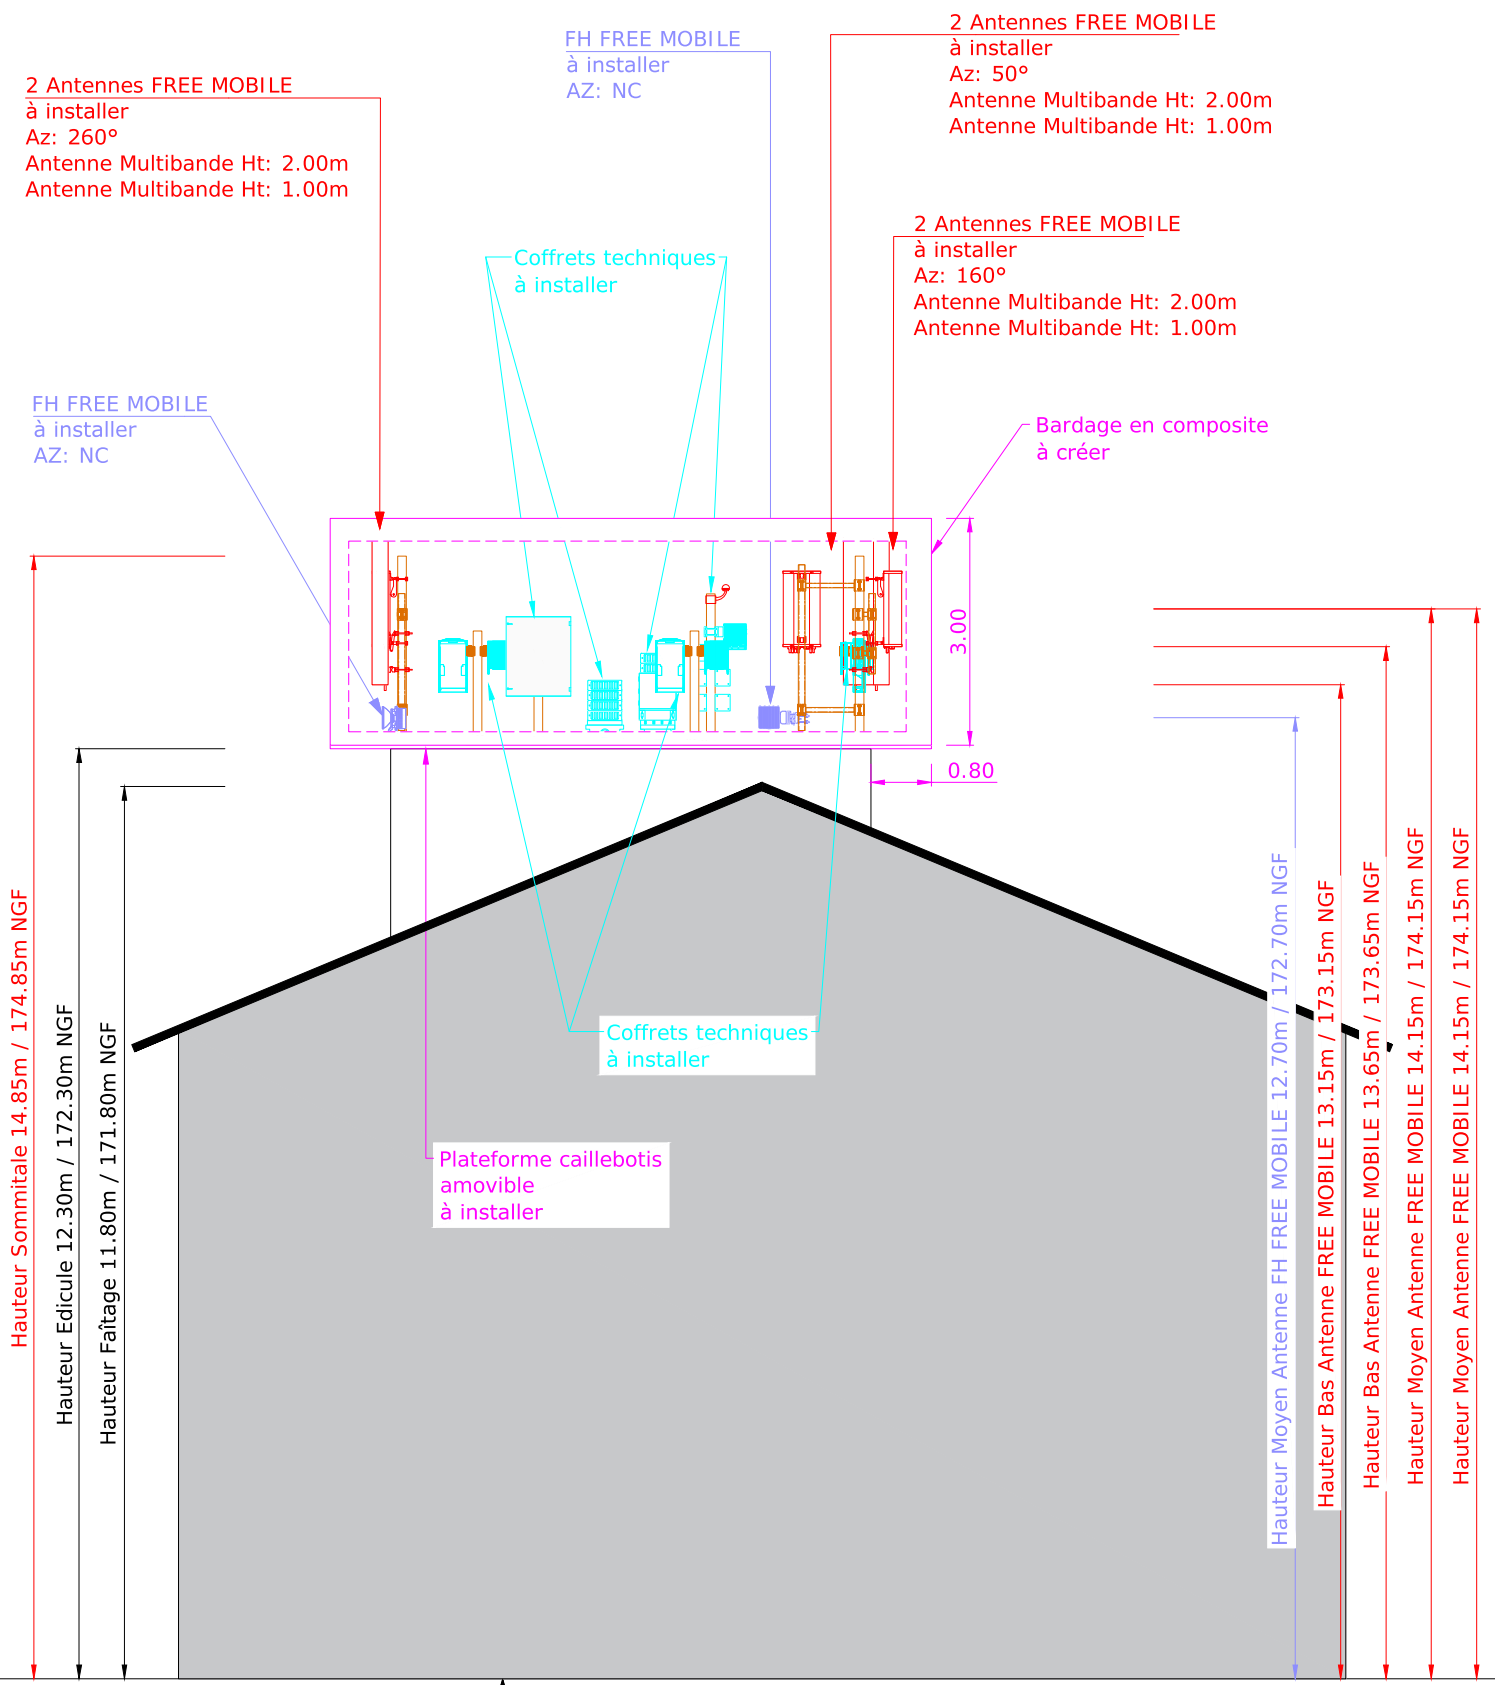 2 Antennes FREE MOBILE
à installer
Az: 50°
Antenne Multibande Ht: 2.00m
Antenne Multibande Ht: 1.00m
FH FREE MOBILE
à installer
AZ: NC
2 Antennes FREE MOBILE
à installer
Az: 260°
Antenne Multibande Ht: 2.00m
Antenne Multibande Ht: 1.00m
2 Antennes FREE MOBILE
à installer
Az: 160°
Antenne Multibande Ht: 2.00m
Antenne Multibande Ht: 1.00m
Coffrets techniques
à installer
FH FREE MOBILE
à installer
AZ: NC
Bardage en composite
à créer
3.00
0.80
Hauteur Sommitale 14.85m / 174.85m NGF
Hauteur Edicule 12.30m / 172.30m NGF
Hauteur Faîtage 11.80m / 171.80m NGF
Coffrets techniques
à installer
Plateforme caillebotis
amovible
à installer
Hauteur Moyen Antenne FH FREE MOBILE 12.70m / 172.70m NGF
Hauteur Bas Antenne FREE MOBILE 13.15m / 173.15m NGF
Hauteur Bas Antenne FREE MOBILE 13.65m / 173.65m NGF
Hauteur Moyen Antenne FREE MOBILE 14.15m / 174.15m NGF
Hauteur Moyen Antenne FREE MOBILE 14.15m / 174.15m NGF